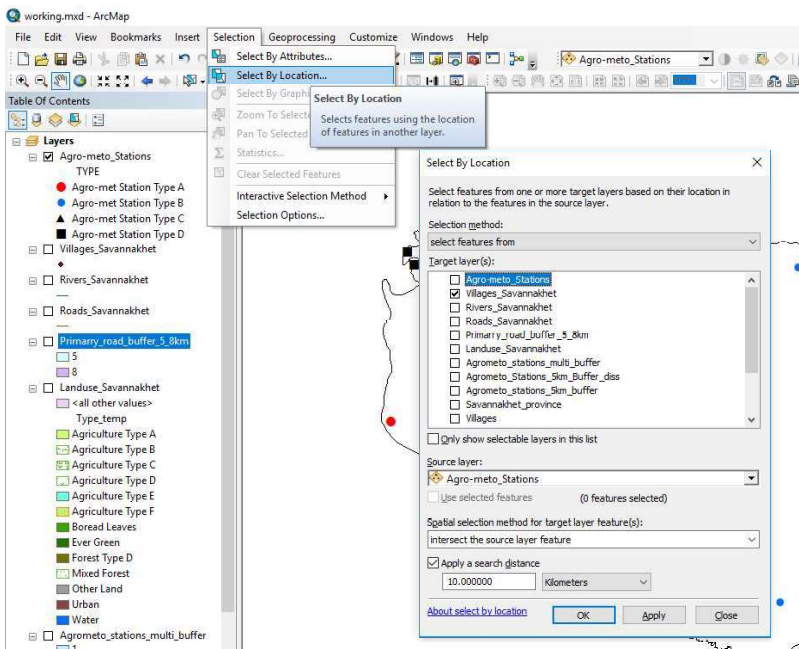 working.mxd - ArcMap
File Edit View Bookmarks Insert Selection Geoprocessing Customize Windows Help
Agro-meto_Stations
Table Of Contents
Layers
Agro-meto_Stations
TYPE
Agro-met Station Type A
Agro-met Station Type B
Agro-met Station Type C
Agro-met Station Type D
Villages_Savannakhet
Rivers_Savannakhet
Roads_Savannakhet
Primarry_road_buffer_5_8km
5
8
Landuse_Savannakhet
<all other values>
Type_temp
Agriculture Type A
Agriculture Type B
Agriculture Type C
Agriculture Type D
Agriculture Type E
Agriculture Type F
Boread Leaves
Ever Green
Forest Type D
Mixed Forest
Other Land
Urban
Water
Agrometo_stations_multi_buffer
Select By Attributes...
Select By Location...
Select By Graphi
Zoom To Selecte
Pan To Selected
Statistics...
Clear Selected Features
Interactive Selection Method
Selection Options...
Select By Location
Selects features using the location
of features in another layer.
Select By Location
Select features from one or more target layers based on their location in
relation to the features in the source layer.
Selection method:
select features from
Target layer(s):
Agro-meto_Stations
Villages_Savannakhet
Rivers_Savannakhet
Roads_Savannakhet
Primarry_road_buffer_5_8km
Landuse_Savannakhet
Agrometo_stations_multi_buffer
Agrometo_Stations_5km_Buffer_diss
Agrometo_stations_5km_buffer
Savannakhet_province
Villages
Only show selectable layers in this list
Source layer:
Agro-meto_Stations
Use selected features (0 features selected)
Spatial selection method for target layer feature(s):
intersect the source layer feature
Apply a search distance
10.000000 Kilometers
About select by location OK Apply Close